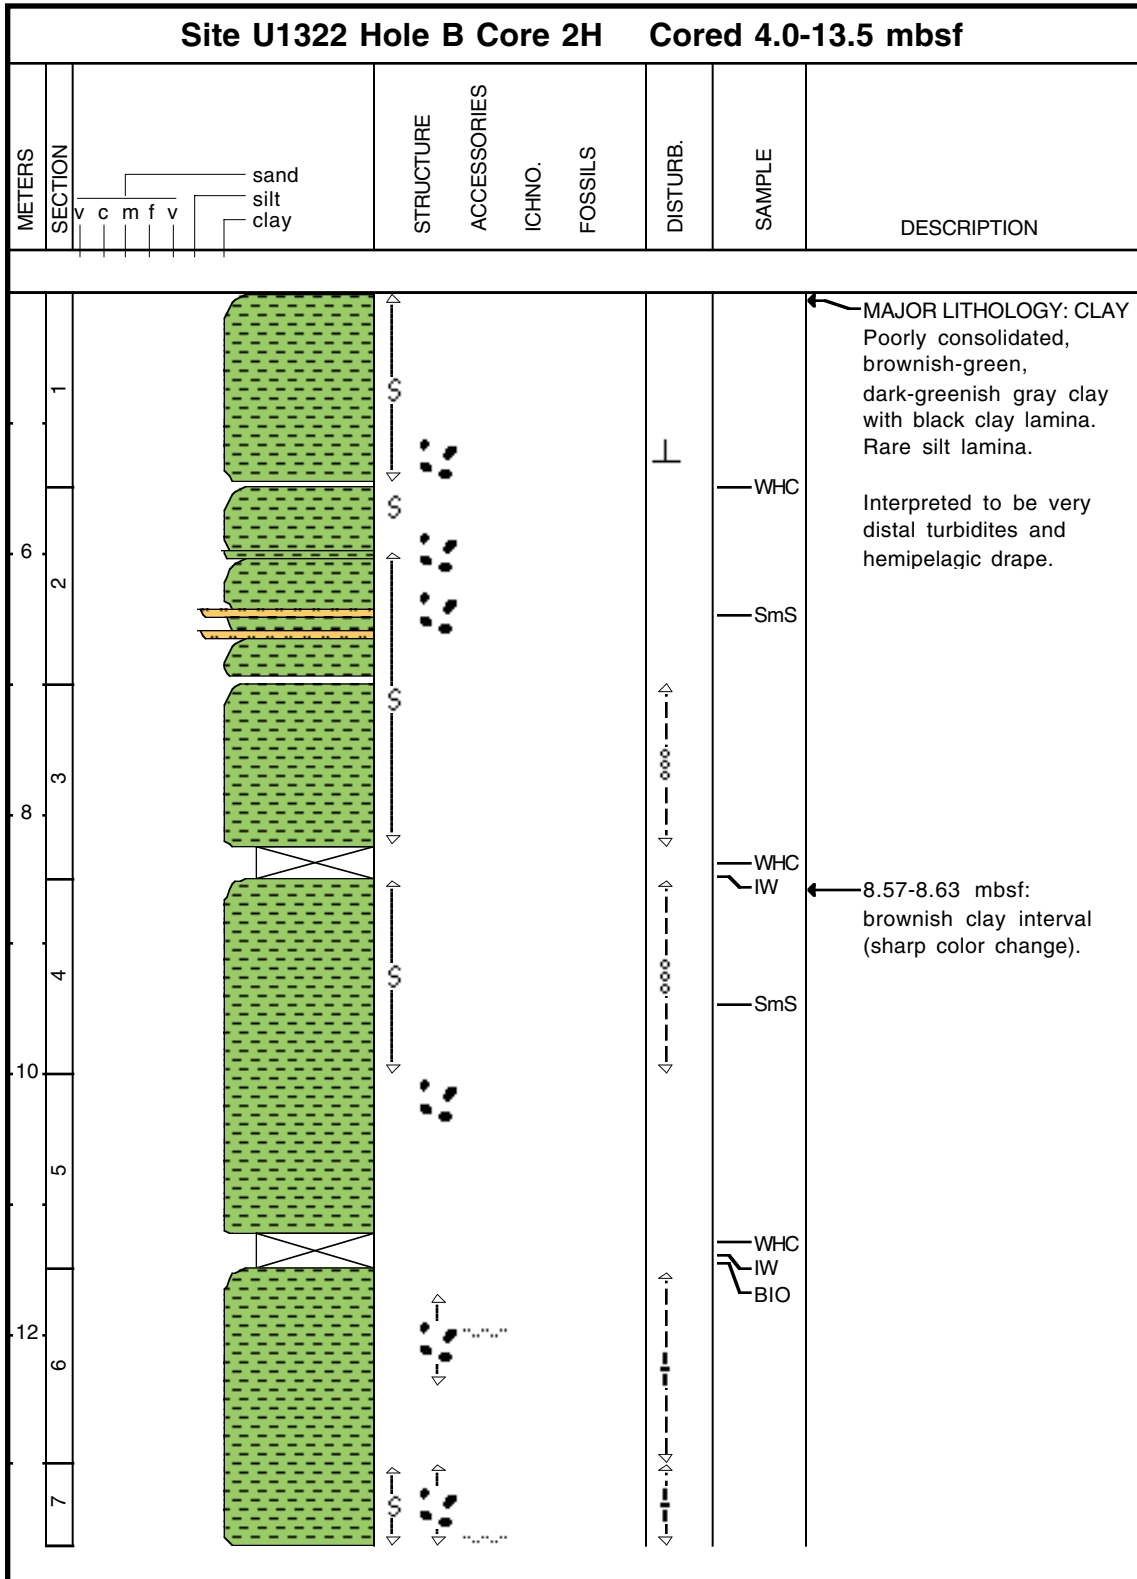 Site U1322 Hole B Core 2H Cored 4.0-13.5 mbsf
METERS
SECTION
v c m f v
sand
silt
clay
STRUCTURE
ACCESSORIES
ICHNO.
FOSSILS
DISTURB.
SAMPLE
DESCRIPTION
MAJOR LITHOLOGY: CLAY
Poorly consolidated,
brownish-green,
dark-greenish gray clay
with black clay lamina.
Rare silt lamina.
Interpreted to be very
distal turbidites and
hemipelagic drape.
1
S
WHC
S
6
2
SmS
S
3
8
WHC
IW
8.57-8.63 mbsf:
brownish clay interval
(sharp color change).
4
S
SmS
10
5
WHC
IW
BIO
12
6
7
S